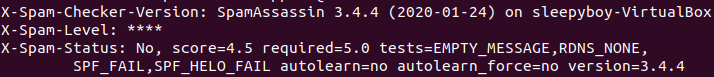 X-Spam-Checker-Version: SpamAssassin 3.4.4 (2020-01-24) on sleepyboy-VirtualBox
X-Spam-Level: ****
X-Spam-Status: No, score=4.5 required=5.0 tests=EMPTY_MESSAGE,RDNS_NONE,
SPF_FAIL,SPF_HELO_FAIL autolearn=no autolearn_force=no version=3.4.4